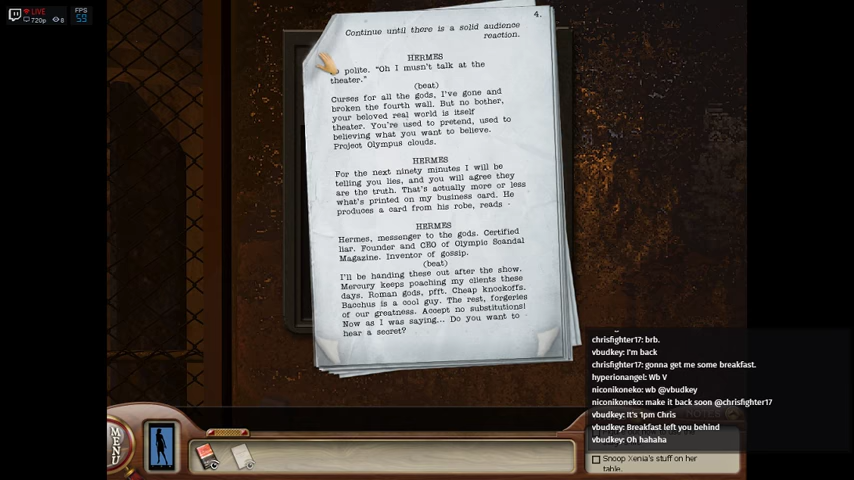 LIVE
720p 8
FPS
59
4.
Continue until there is a solid audience
reaction.
HERMES
polite. "Oh I musn't talk at the
theater."
(beat)
Curses for all the gods, I've gone and
broken the fourth wall. But no bother,
your beloved real world is itself
theater. You're used to pretend, used to
believing what you want to believe.
Project Olympus clouds.
HERMES
For the next ninety minutes I will be
telling you lies, and you will agree they
are the truth. That's actually more or less
what's printed on my business card. He
produces a card from his robe, reads -
HERMES
Hermes, messenger to the gods. Certified
liar. Founder and CEO of Olympic Scandal
Magazine. Inventor of gossip.
(beat)
I'll be handing these out after the show.
Mercury keeps poaching my clients these
days. Roman gods, pfft. Cheap knockoffs.
Bacchus is a cool guy. The rest, forgeries
of our greatness. Accept no substitutions!
Now as I was saying... Do you want to
hear a secret?
chrisfighter17: brb.
vbudkey: I'm back
chrisfighter17: gonna get me some breakfast.
hyperionangel: Wb V
niconikoneko: wb @vbudkey
niconikoneko: make it back soon @chrisfighter17
vbudkey: It's 1pm Chris
vbudkey: Breakfast left you behind
vbudkey: Oh hahaha
MENU
Snoop Xenia's stuff on her
table.